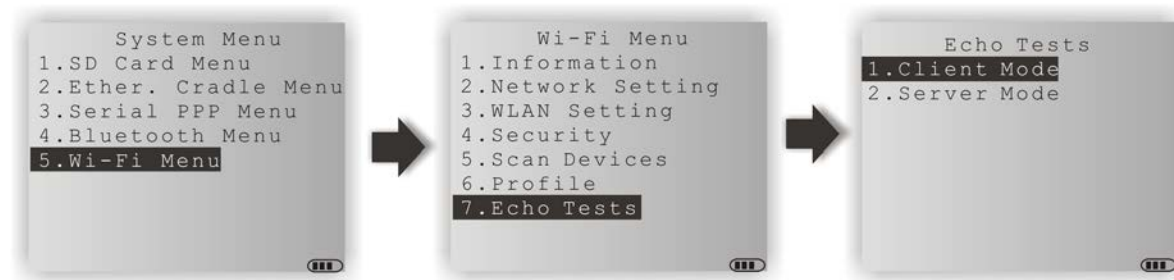 System Menu
1.SD Card Menu
2.Ether. Cradle Menu
3.Serial PPP Menu
4.Bluetooth Menu
5.Wi-Fi Menu
Wi-Fi Menu
1.Information
2.Network Setting
3.WLAN Setting
4.Security
5.Scan Devices
6.Profile
7.Echo Tests
Echo Tests
1.Client Mode
2.Server Mode